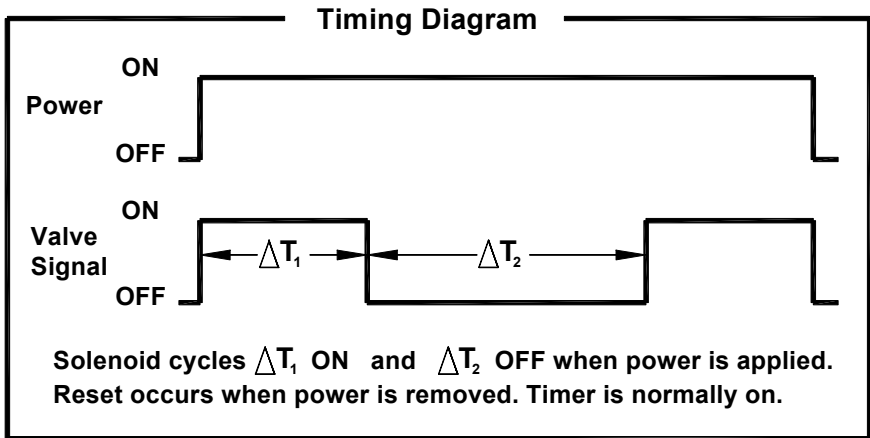 Timing Diagram
ON
Power
OFF
ON
Valve
Signal
△T₁
△T₂
OFF
Solenoid cycles △T₁ ON and △T₂ OFF when power is applied.
Reset occurs when power is removed. Timer is normally on.